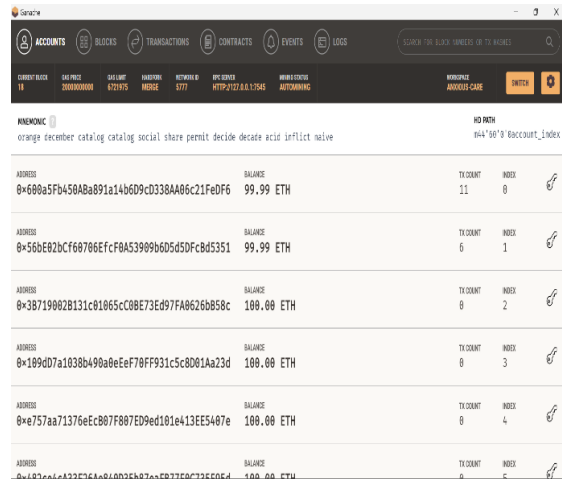 Ganache
ACCOUNTS BLOCKS TRANSACTIONS CONTRACTS EVENTS LOGS SEARCH FOR BLOCK NUMBERS OR TX HASHES
CURRENT BLOCK GAS PRICE GAS LIMIT HARDFORK NETWORK ID RPC SERVER MINING STATUS WORKSPACE
18 20000000000 6721975 MERGE 5777 HTTP://127.0.0.1:7545 AUTOMINING ANXIOUS-CARE SWITCH
MNEMONIC ? HD PATH
orange december catalog catalog social share permit decide decade acid inflict naive m44'60'0'0account_index
ADDRESS BALANCE TX COUNT INDEX
0×600a5Fb450ABa891a14b6D9cD338AA06c21FeDF6 99.99 ETH 11 0
ADDRESS BALANCE TX COUNT INDEX
0×56bE02bCf60706EfcF0A53909b6D5d5DFcBd5351 99.99 ETH 6 1
ADDRESS BALANCE TX COUNT INDEX
0×3B719002B131c01065cC0BE73Ed97FA0626bB58c 100.00 ETH 0 2
ADDRESS BALANCE TX COUNT INDEX
0×109dD7a1038b490a0eEeF70FF931c5c8D01Aa23d 100.00 ETH 0 3
ADDRESS BALANCE TX COUNT INDEX
0×e757aa71376eEcB07F807ED9ed101e413EE5407e 100.00 ETH 0 4
ADDRESS BALANCE TX COUNT INDEX
100.00 ETH 0 5